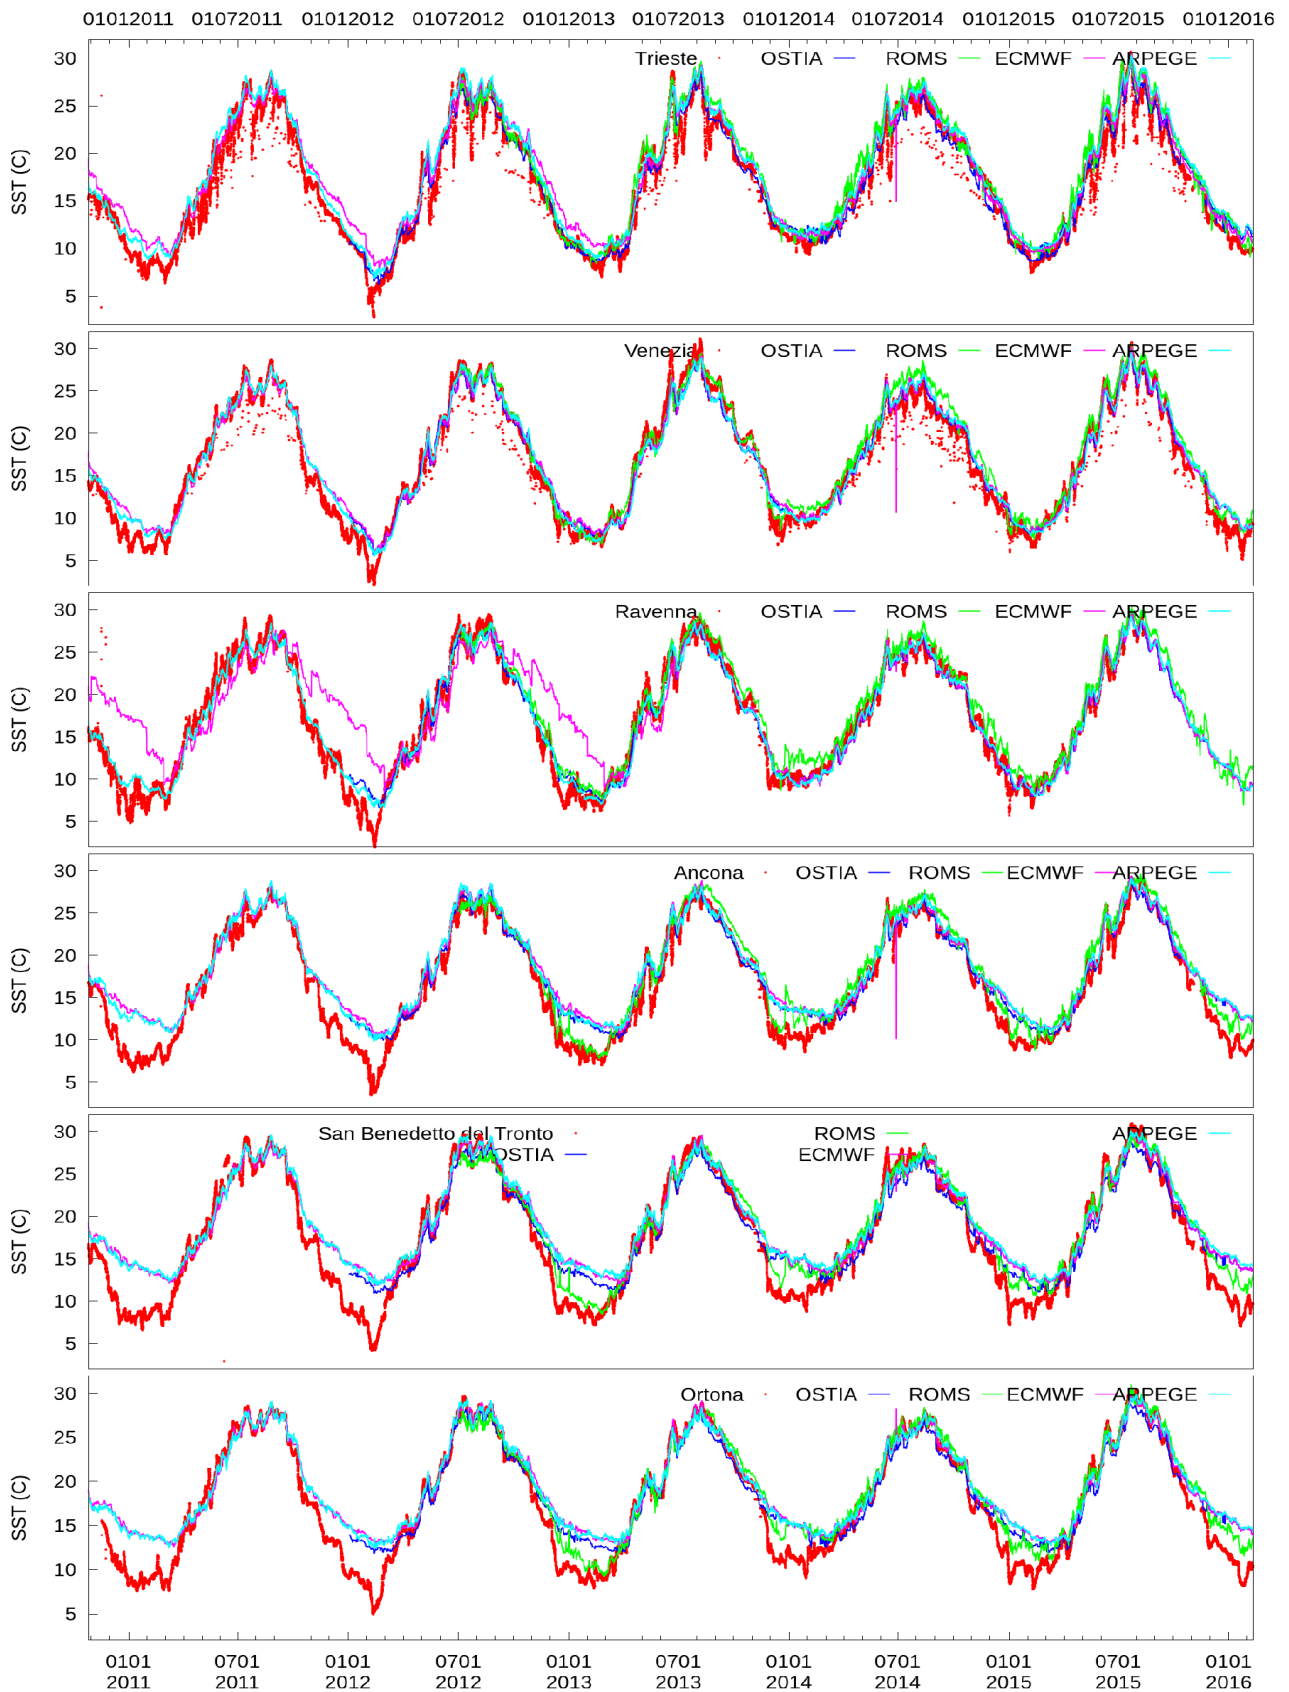 01012011 01072011 01012012 01072012 01012013 01072013 01012014 01072014 01012015 01072015 01012016
30 Trieste OSTIA ROMS ECMWF ARPEGE
25
20
SST (C)
15
10
5
30 Venezia OSTIA ROMS ECMWF ARPEGE
25
20
SST (C)
15
10
5
30 Ravenna OSTIA ROMS ECMWF ARPEGE
25
20
SST (C)
15
10
5
30 Ancona OSTIA ROMS ECMWF ARPEGE
25
20
SST (C)
15
10
5
30 San Benedetto del Tronto ROMS ARPEGE
OSTIA ECMWF
25
20
SST (C)
15
10
5
30 Ortona OSTIA ROMS ECMWF ARPEGE
25
20
SST (C)
15
10
5
0101 0701 0101 0701 0101 0701 0101 0701 0101 0701 0101
2011 2011 2012 2012 2013 2013 2014 2014 2015 2015 2016